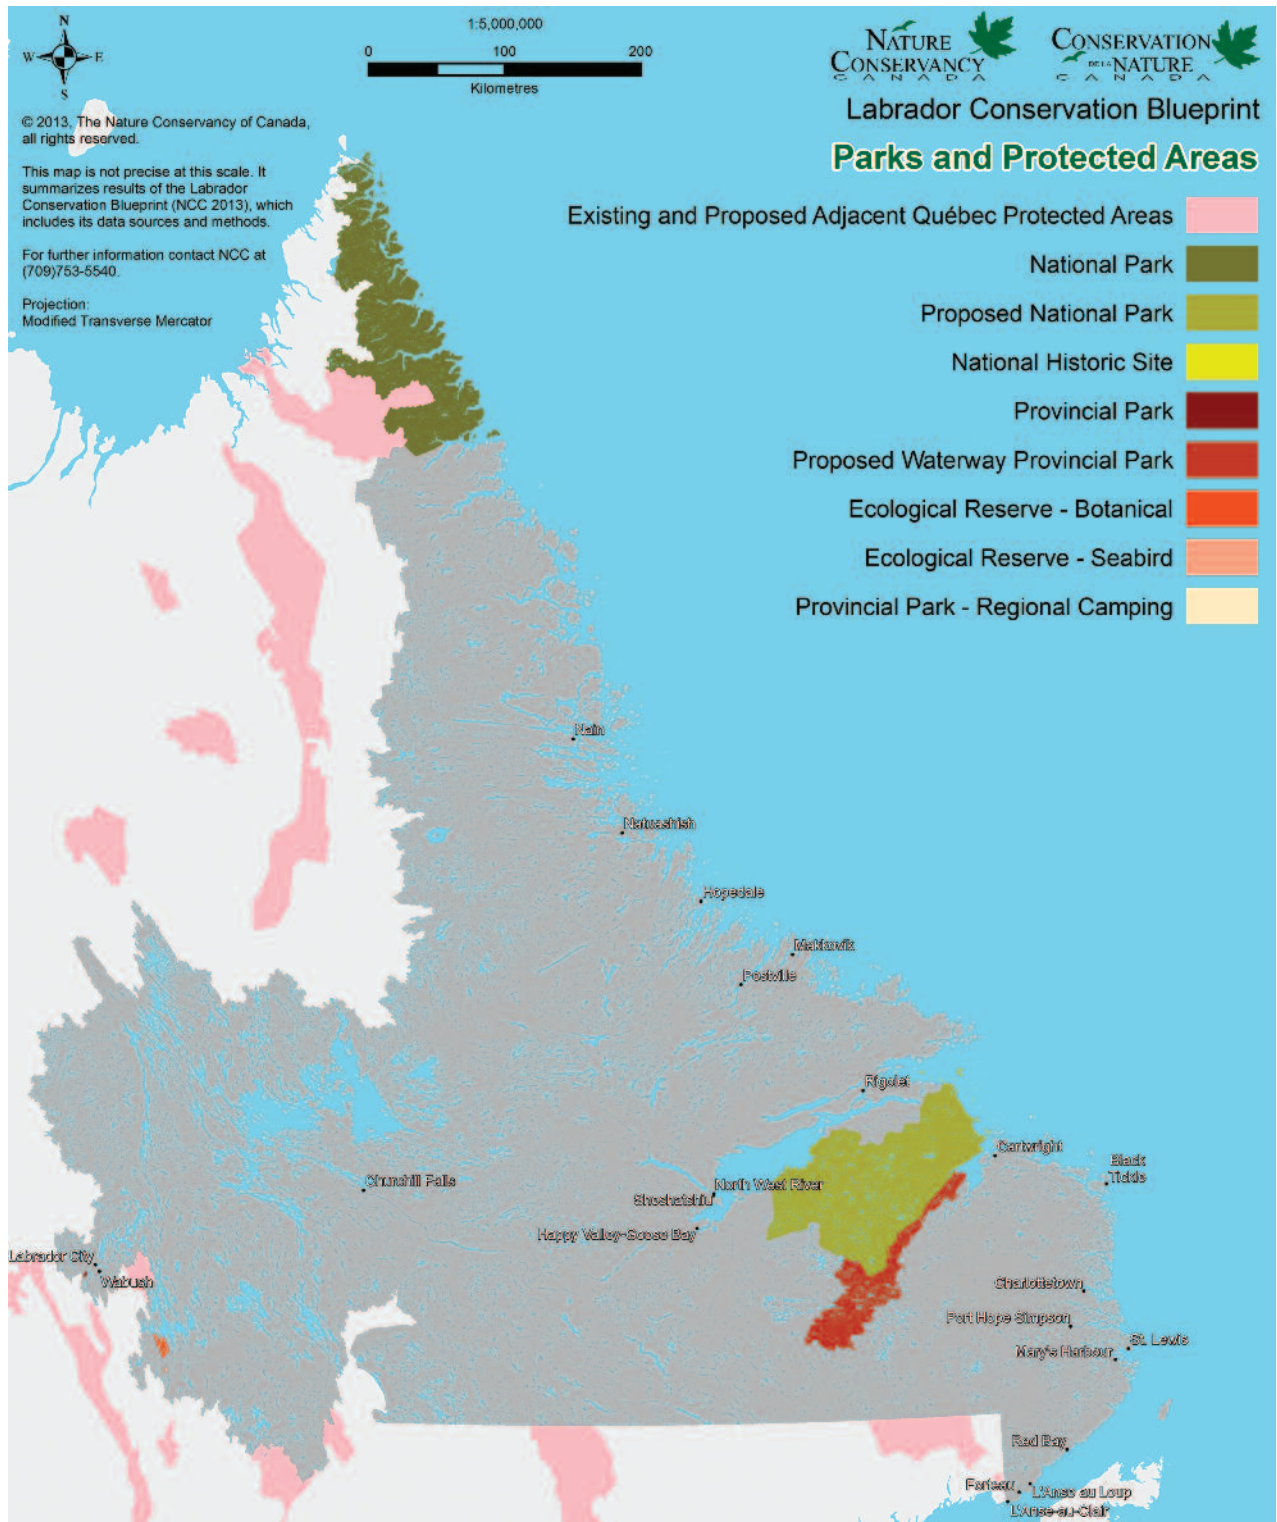 N
W
E
S
1:5,000,000
0 100 200
Kilometres
NATURE
CONSERVANCY
CANADA
CONSERVATION
DE LA NATURE
CANADA
Labrador Conservation Blueprint
Parks and Protected Areas
© 2013, The Nature Conservancy of Canada,
all rights reserved.
This map is not precise at this scale. It
summarizes results of the Labrador
Conservation Blueprint (NCC 2013), which
includes its data sources and methods.
For further information contact NCC at
(709)753-5540.
Projection:
Modified Transverse Mercator
Existing and Proposed Adjacent Québec Protected Areas
National Park
Proposed National Park
National Historic Site
Provincial Park
Proposed Waterway Provincial Park
Ecological Reserve - Botanical
Ecological Reserve - Seabird
Provincial Park - Regional Camping
Nain
Natuashish
Hopedale
Makkovik
Postville
Rigolet
Cartwright
Black
Tickle
Churchill Falls
North West River
Sheshatshiu
Happy Valley-Goose Bay
Labrador City
Wabush
Charlottetown
Port Hope Simpson
St. Lewis
Mary's Harbour
Red Bay
Forteau
L'Anse au Loup
L'Anse-au-Clair